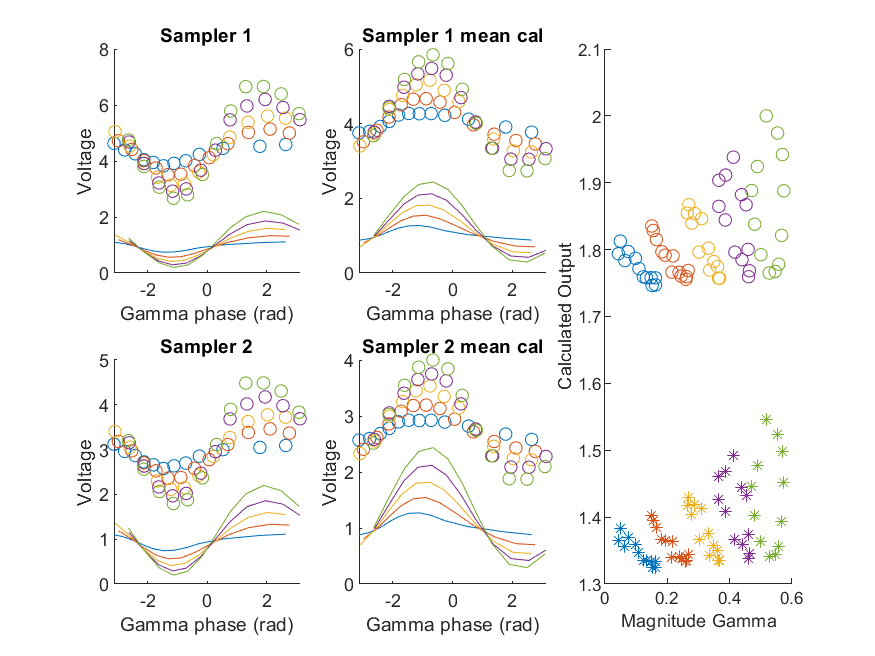 Sampler 1
8
6
4
2
0
Voltage
-2 0 2
Gamma phase (rad)
Sampler 1 mean cal
6
4
2
0
Voltage
-2 0 2
Gamma phase (rad)
Sampler 2
5
4
3
2
1
0
Voltage
-2 0 2
Gamma phase (rad)
Sampler 2 mean cal
4
3
2
1
0
Voltage
-2 0 2
Gamma phase (rad)
2.1
2
1.9
1.8
1.7
1.6
1.5
1.4
1.3
Calculated Output
0 0.2 0.4 0.6
Magnitude Gamma